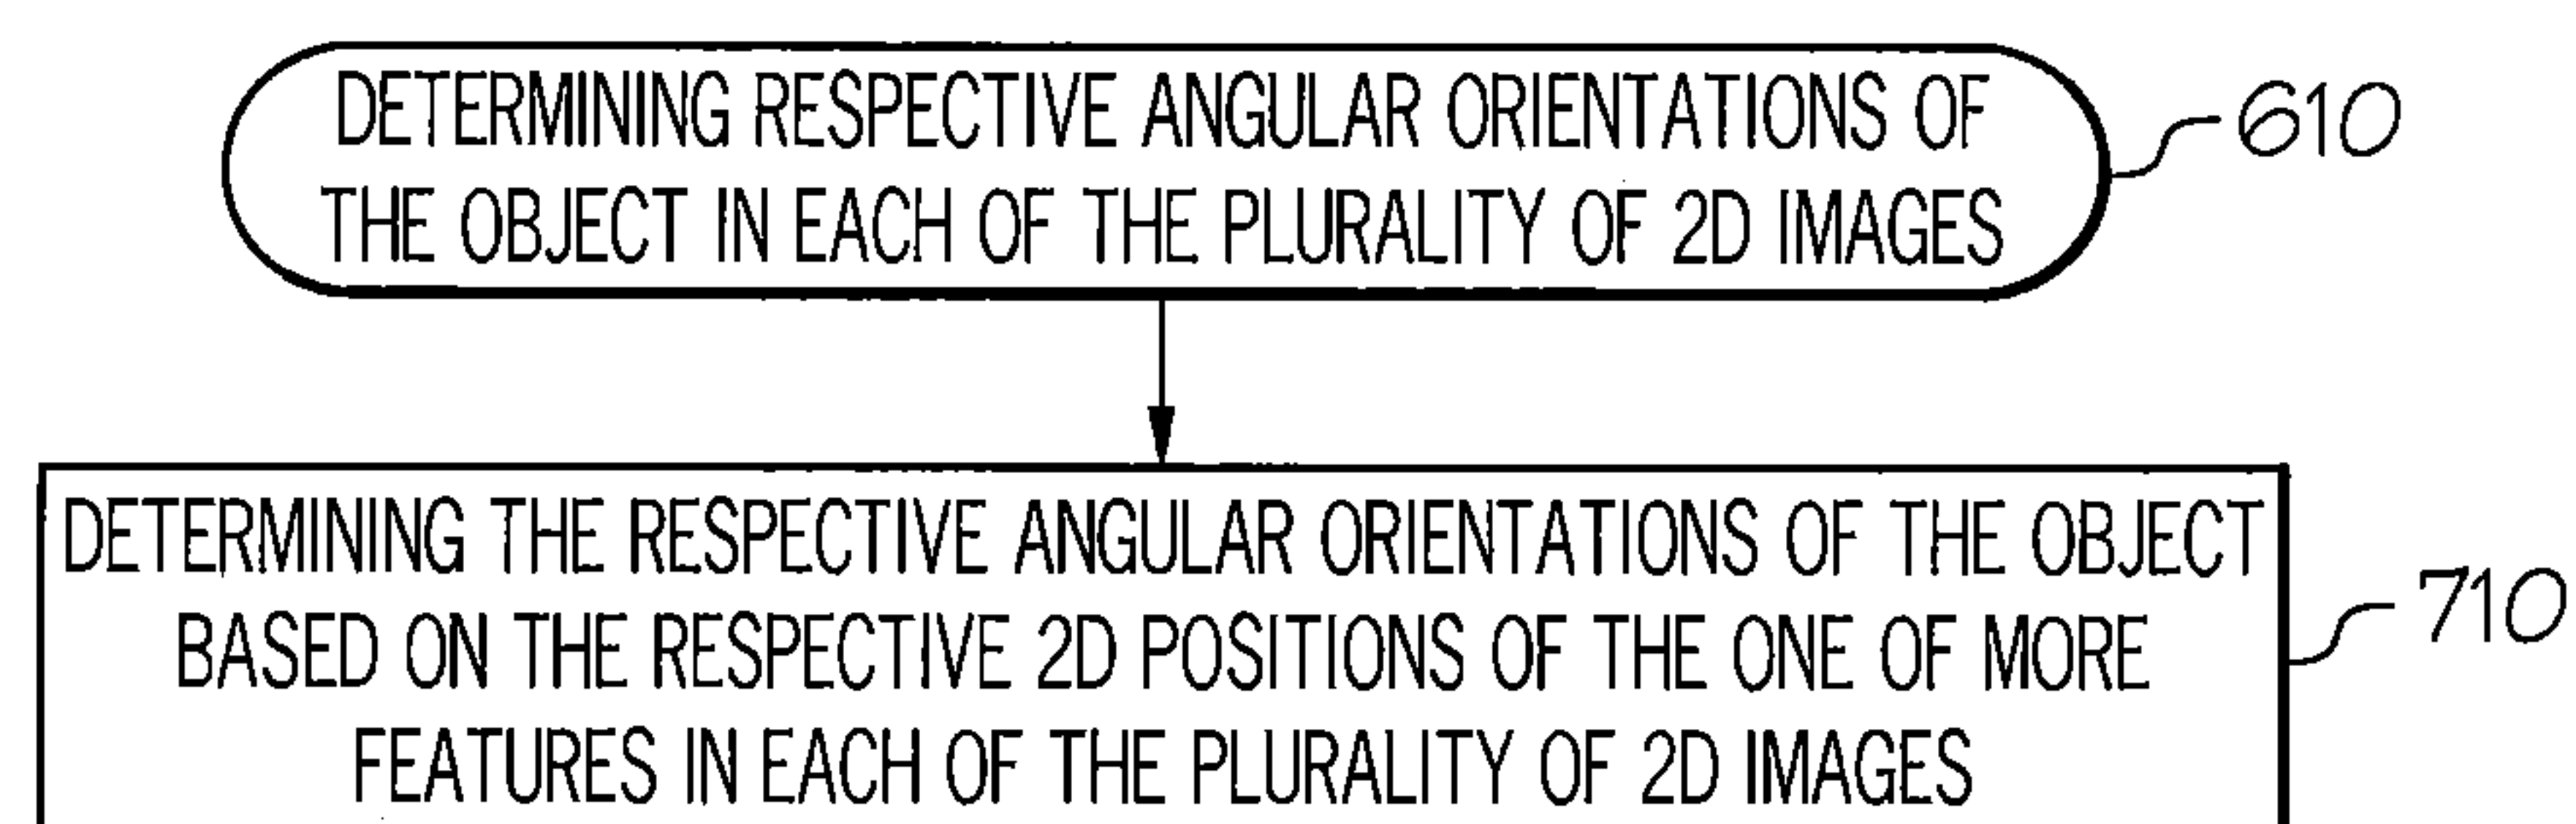 DETERMINING RESPECTIVE ANGULAR ORIENTATIONS OF
THE OBJECT IN EACH OF THE PLURALITY OF 2D IMAGES
610
DETERMINING THE RESPECTIVE ANGULAR ORIENTATIONS OF THE OBJECT
BASED ON THE RESPECTIVE 2D POSITIONS OF THE ONE OF MORE
FEATURES IN EACH OF THE PLURALITY OF 2D IMAGES
710